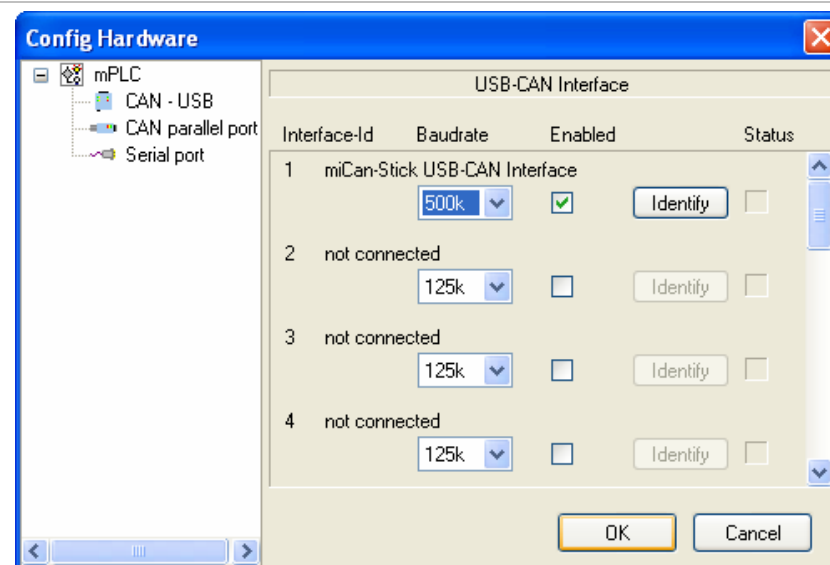 Config Hardware
mPLC
CAN - USB
CAN parallel port
Serial port
USB-CAN Interface
Interface-Id Baudrate Enabled Status
1 miCan-Stick USB-CAN Interface
500k Identify
2 not connected
125k Identify
3 not connected
125k Identify
4 not connected
125k Identify
OK Cancel